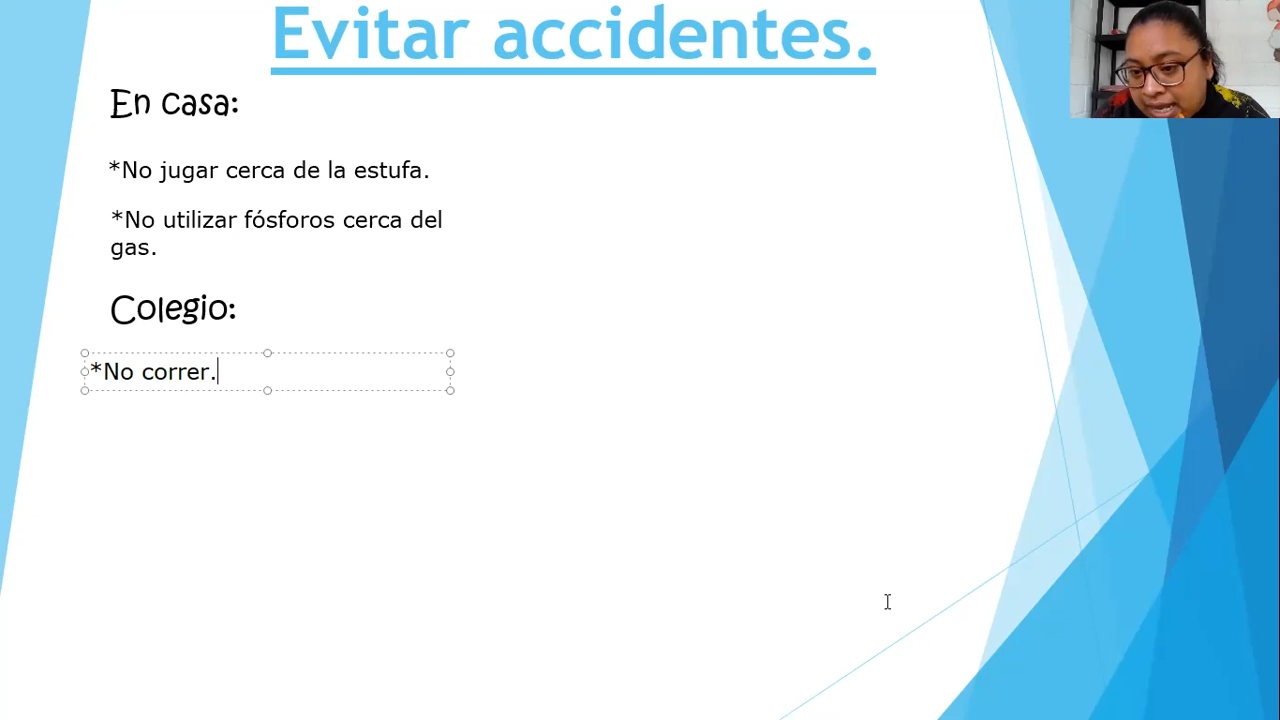 Evitar accidentes.
En casa:
*No jugar cerca de la estufa.
*No utilizar fósforos cerca del
gas.
Colegio:
*No correr.